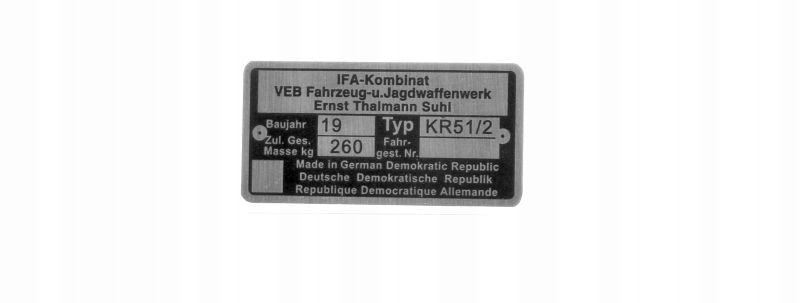 IFA-Kombinat
VEB Fahrzeug-u.Jagdwaffenwerk
Ernst Thalmann Suhl
Baujahr 19 Typ KR51/2
Zul. Ges. Masse kg 260 Fahr-gest. Nr.
Made in German Demokratic Republic
Deutsche Demokratische Republik
Republique Democratique Allemande